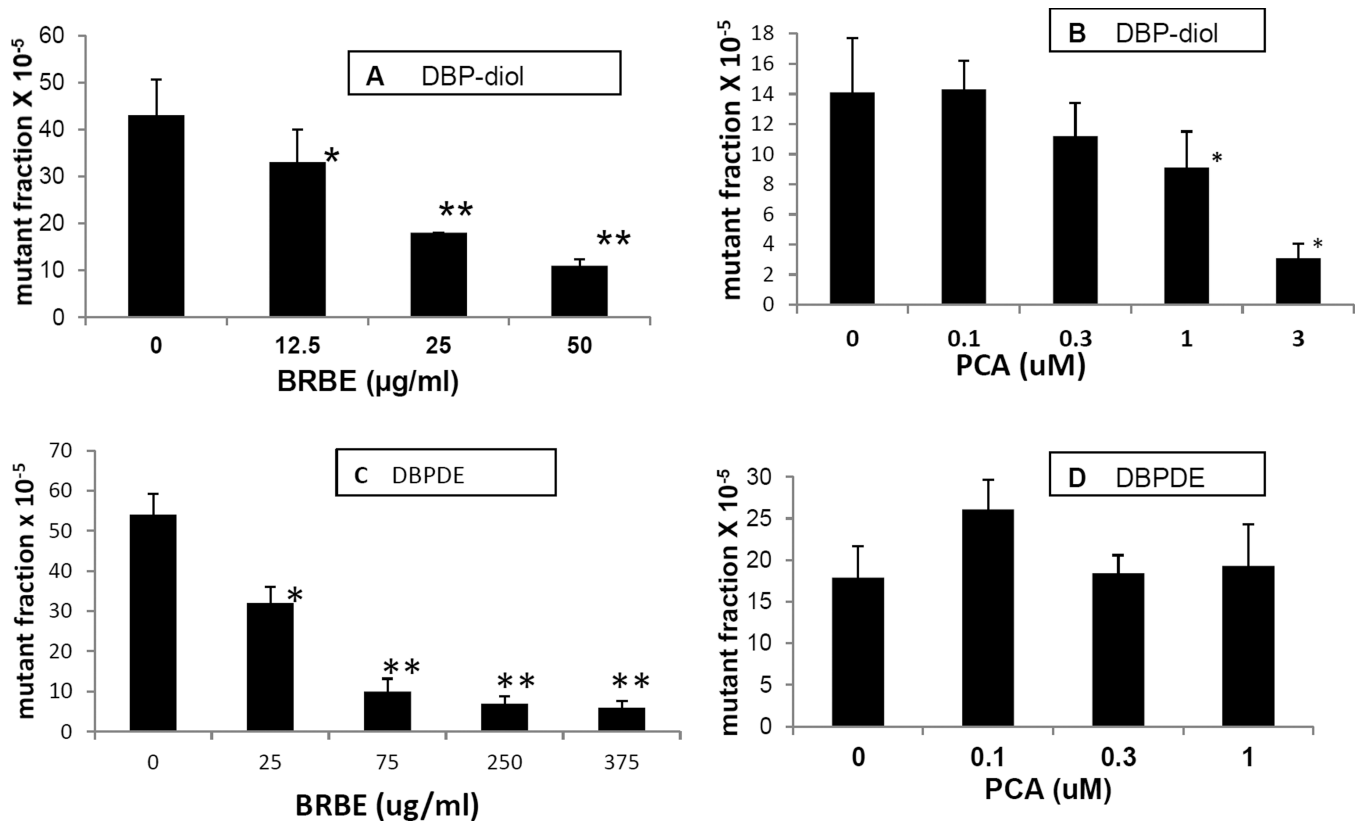 mutant fraction X 10-5
50
40
30
20
10
0
A DBP-diol
*
**
**
0 12.5 25 50
BRBE (µg/ml)
mutant fraction X 10-5
18
16
14
12
10
8
6
4
2
0
B DBP-diol
*
*
0 0.1 0.3 1 3
PCA (uM)
mutant fraction x 10-5
70
60
50
40
30
20
10
0
C DBPDE
*
**
**
**
0 25 75 250 375
BRBE (ug/ml)
mutant fraction X 10-5
30
25
20
15
10
5
0
D DBPDE
0 0.1 0.3 1
PCA (uM)